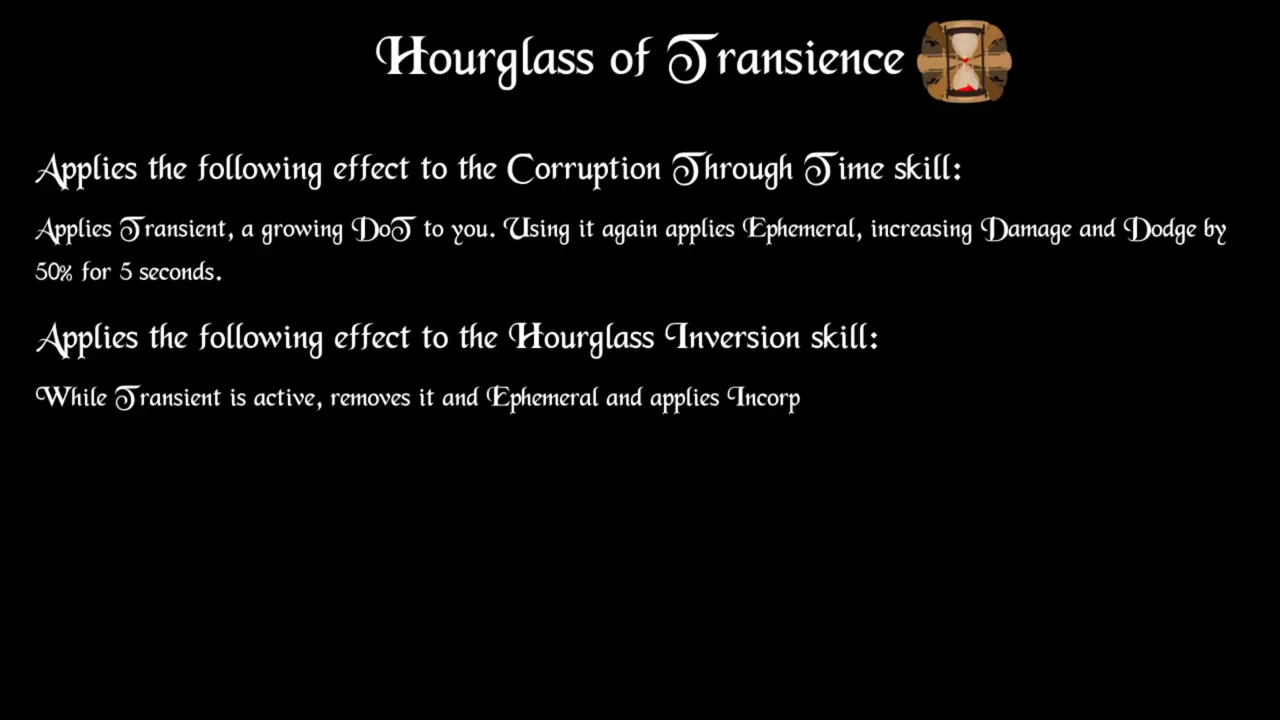 Hourglass of Transience
Applies the following effect to the Corruption Through Time skill:
Applies Transient, a growing DoT to you. Using it again applies Ephemeral, increasing Damage and Dodge by
50% for 5 seconds.
Applies the following effect to the Hourglass Inversion skill:
While Transient is active, removes it and Ephemeral and applies Incorp